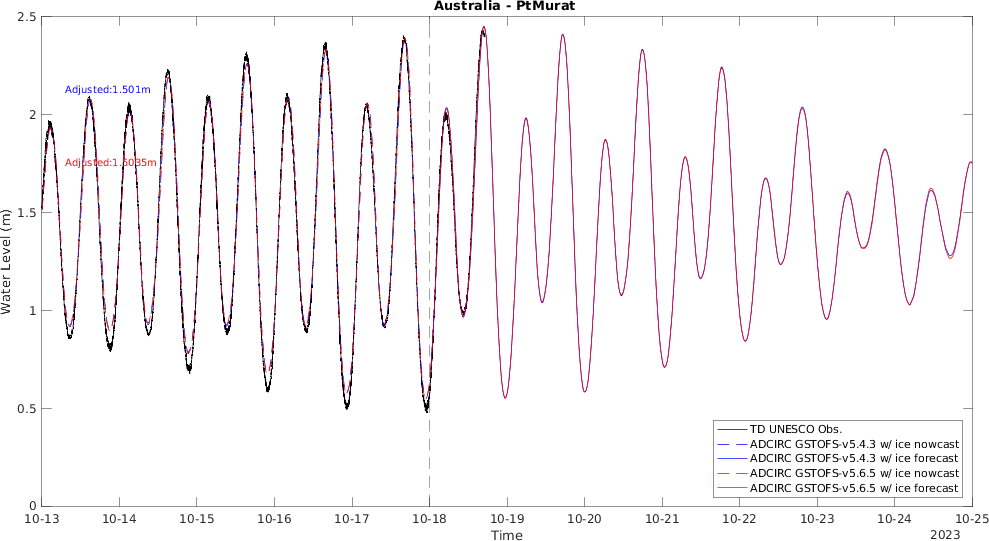 Australia - PtMurat
2.5
2
1.5
1
0.5
0
Water Level (m)
Adjusted:1.501m
Adjusted:1.5035m
TD UNESCO Obs.
ADCIRC GSTOFS-v5.4.3 w/ ice nowcast
ADCIRC GSTOFS-v5.4.3 w/ ice forecast
ADCIRC GSTOFS-v5.6.5 w/ ice nowcast
ADCIRC GSTOFS-v5.6.5 w/ ice forecast
10-13 10-14 10-15 10-16 10-17 10-18 10-19 10-20 10-21 10-22 10-23 10-24 10-25
Time
2023